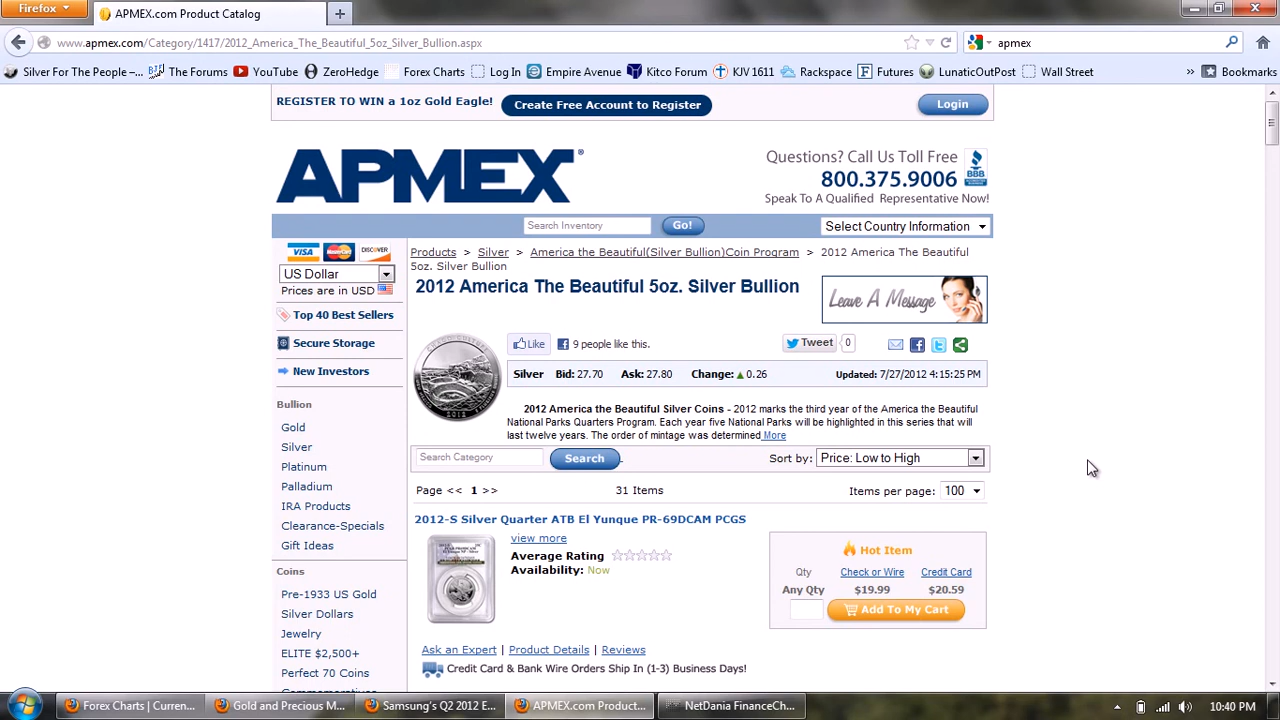 Firefox
APMEX.com Product Catalog
www.apmex.com/Category/1417/2012_America_The_Beautiful_5oz_Silver_Bullion.aspx
apmex
Silver For The People –...
The Forums
YouTube
ZeroHedge
Forex Charts
Log In
Empire Avenue
Kitco Forum
KJV 1611
Rackspace
Futures
LunaticOutPost
Wall Street
»
Bookmarks
REGISTER TO WIN a 1oz Gold Eagle!
Create Free Account to Register
Login
APMEX®
Questions? Call Us Toll Free
800.375.9006
Speak To A Qualified Representative Now!
BBB
Search Inventory
Go!
Select Country Information
VISA
MasterCard
DISCOVER
US Dollar
Prices are in USD
Top 40 Best Sellers
Secure Storage
New Investors
Bullion
Gold
Silver
Platinum
Palladium
IRA Products
Clearance-Specials
Gift Ideas
Coins
Pre-1933 US Gold
Silver Dollars
Jewelry
ELITE $2,500+
Perfect 70 Coins
Products > Silver > America the Beautiful(Silver Bullion)Coin Program > 2012 America The Beautiful
5oz. Silver Bullion
2012 America The Beautiful 5oz. Silver Bullion
Leave A Message
Like
9 people like this.
Tweet
0
Silver Bid: 27.70 Ask: 27.80 Change: 0.26 Updated: 7/27/2012 4:15:25 PM
2012 America the Beautiful Silver Coins - 2012 marks the third year of the America the Beautiful
National Parks Quarters Program. Each year five National Parks will be highlighted in this series that will
last twelve years. The order of mintage was determined More
Search Category
Search
Sort by:
Price: Low to High
Page << 1 >>
31 Items
Items per page:
100
2012-S Silver Quarter ATB El Yunque PR-69DCAM PCGS
view more
Average Rating
Availability: Now
Hot Item
Qty
Check or Wire
Credit Card
Any Qty
$19.99
$20.59
Add To My Cart
Ask an Expert | Product Details | Reviews
Credit Card & Bank Wire Orders Ship In (1-3) Business Days!
Forex Charts | Curren...
Gold and Precious M...
Samsung's Q2 2012 E...
APMEX.com Product...
NetDania FinanceCh...
10:40 PM